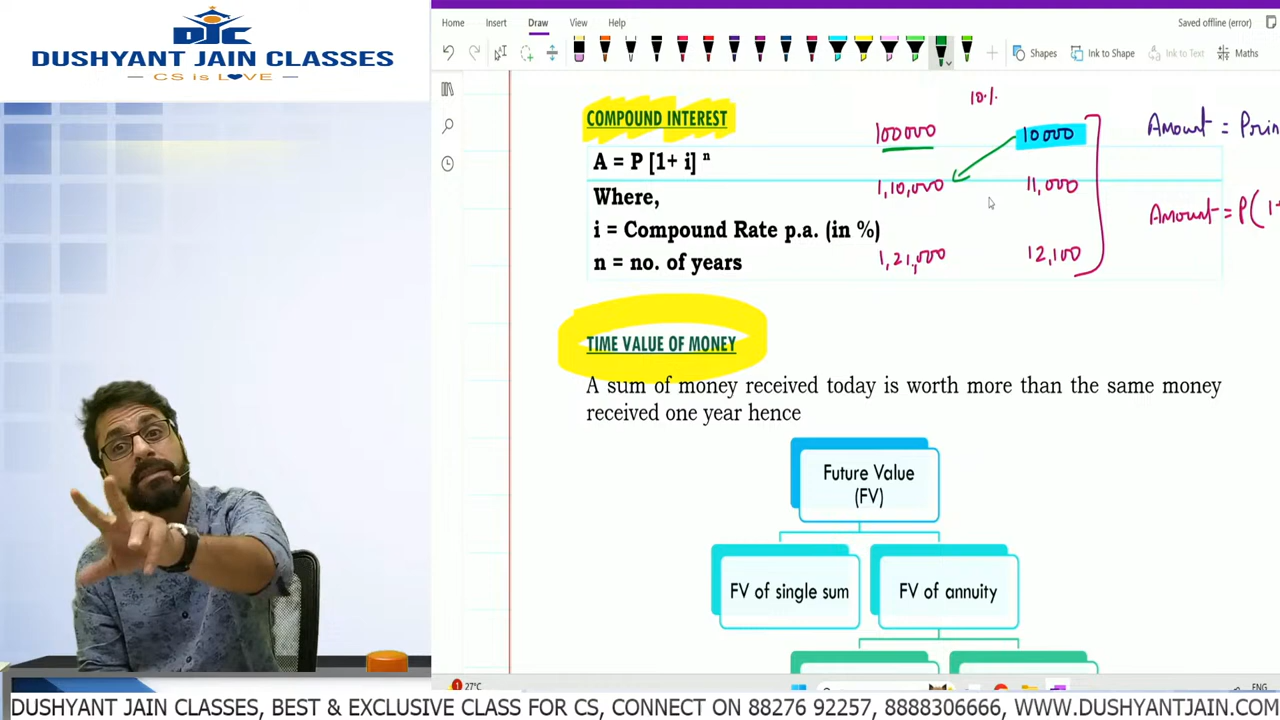 DJC
DUSHYANT JAIN CLASSES
CS is LOVE
Home Insert Draw View Help
Saved offline (error)
Shapes Ink to Shape Ink to Text Maths
10%
COMPOUND INTEREST
100000 10000
Amount = Prin
A = P [1+ i] n
1,10,000 11,000
Where,
Amount = P(1+
i = Compound Rate p.a. (in %)
n = no. of years
1,21,000 12,100
TIME VALUE OF MONEY
A sum of money received today is worth more than the same money
received one year hence
Future Value
(FV)
FV of single sum FV of annuity
1 27°C
ENG
DUSHYANT JAIN CLASSES, BEST & EXCLUSIVE CLASS FOR CS, CONNECT ON 88276 92257, 8888306666, WWW.DUSHYANTJAIN.COM